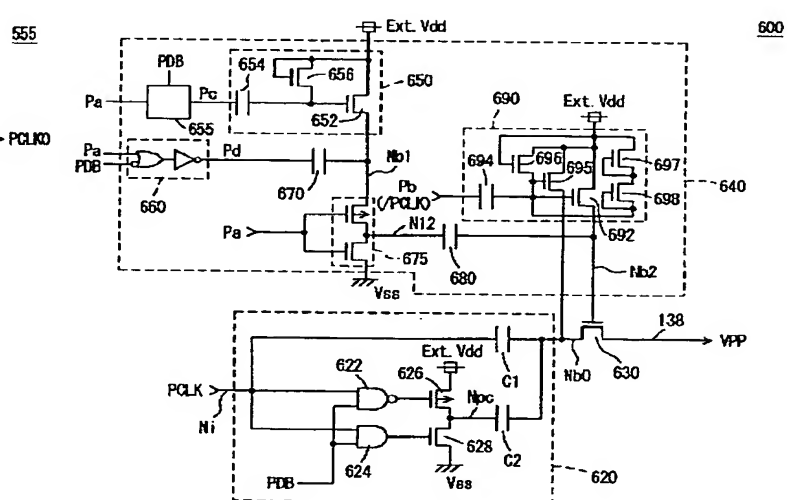 555
600
Ext. Vdd
PDB
654
656
650
Pa
Pc
655
652
Ext. Vdd
690
PCLK0
Pa
PDB
Pd
660
670
Nb1
696
695
697
694
Pb
(/PCLK)
698
640
692
Pa
N12
675
680
Vss
Nb2
138
VPP
630
Nb0
C1
Ext. Vdd
622
626
PCLK
Ni
Npc
C2
624
628
PDB
Vss
620